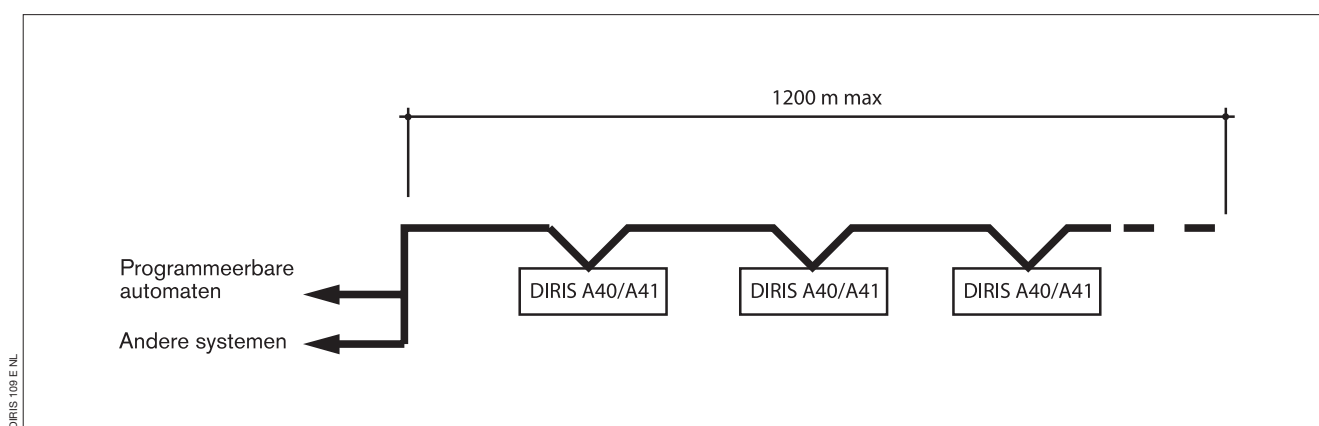 1200 m max
Programmeerbare
automaten
Andere systemen
DIRIS A40/A41
DIRIS A40/A41
DIRIS A40/A41
DIRIS 109 E NL